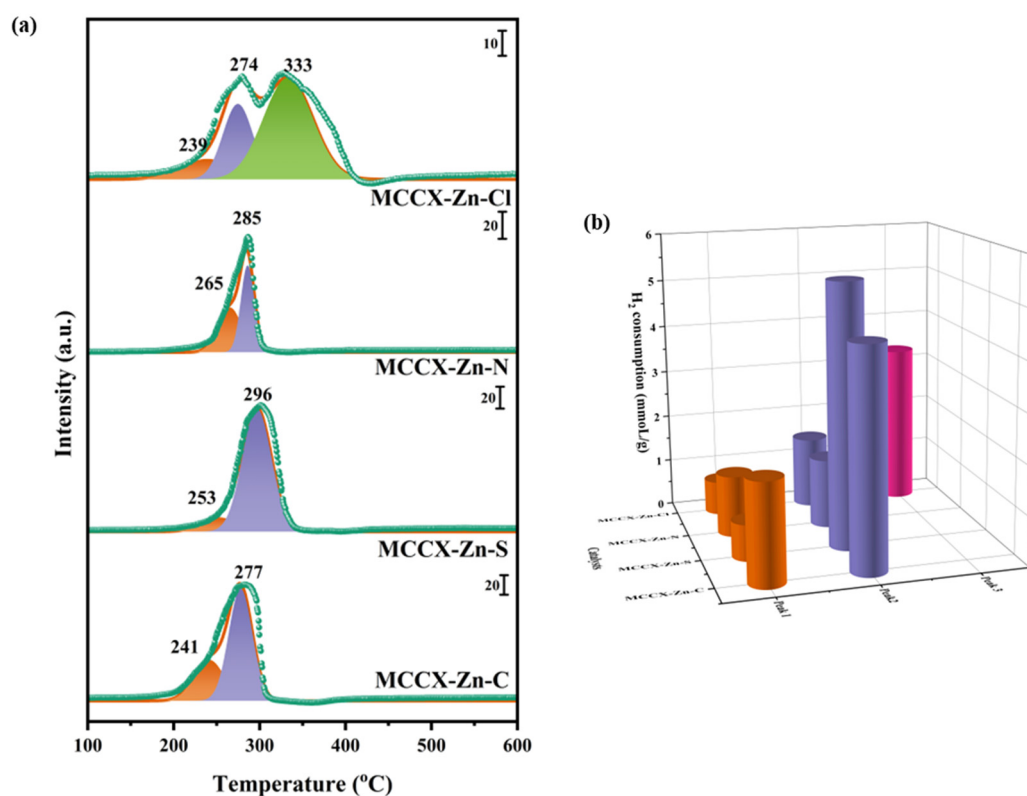 (a)
10
274
333
239
MCCX-Zn-Cl
20
285
265
MCCX-Zn-N
20
296
253
MCCX-Zn-S
20
277
241
MCCX-Zn-C
Intensity (a.u.)
100 200 300 400 500 600
Temperature (°C)
(b)
6
5
4
3
2
1
0
H2 consumption (mmoL/g)
MCCX-Zn-Cl
MCCX-Zn-N
MCCX-Zn-S
MCCX-Zn-C
Catalysts
Peak 1
Peak2
Peak 3